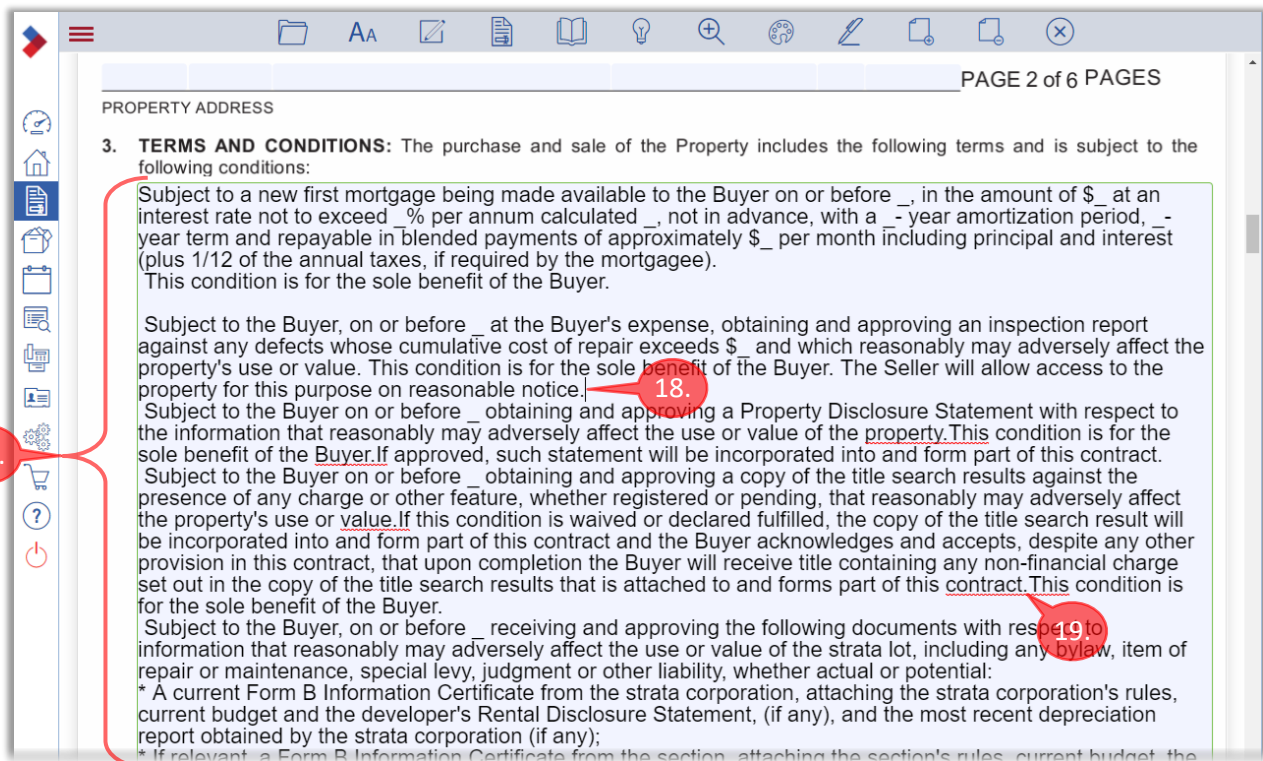 AA
PAGE 2 of 6 PAGES
PROPERTY ADDRESS
3. TERMS AND CONDITIONS: The purchase and sale of the Property includes the following terms and is subject to the
following conditions:
Subject to a new first mortgage being made available to the Buyer on or before _, in the amount of $_ at an
interest rate not to exceed _% per annum calculated _, not in advance, with a _- year amortization period, _-
year term and repayable in blended payments of approximately $_ per month including principal and interest
(plus 1/12 of the annual taxes, if required by the mortgagee).
This condition is for the sole benefit of the Buyer.
Subject to the Buyer, on or before _ at the Buyer's expense, obtaining and approving an inspection report
against any defects whose cumulative cost of repair exceeds $_ and which reasonably may adversely affect the
property's use or value. This condition is for the sole benefit of the Buyer. The Seller will allow access to the
property for this purpose on reasonable notice.
18.
Subject to the Buyer on or before _ obtaining and approving a Property Disclosure Statement with respect to
the information that reasonably may adversely affect the use or value of the property.This condition is for the
sole benefit of the Buyer.If approved, such statement will be incorporated into and form part of this contract.
Subject to the Buyer on or before _ obtaining and approving a copy of the title search results against the
presence of any charge or other feature, whether registered or pending, that reasonably may adversely affect
the property's use or value.If this condition is waived or declared fulfilled, the copy of the title search result will
be incorporated into and form part of this contract and the Buyer acknowledges and accepts, despite any other
provision in this contract, that upon completion the Buyer will receive title containing any non-financial charge
set out in the copy of the title search results that is attached to and forms part of this contract.This condition is
for the sole benefit of the Buyer.
Subject to the Buyer, on or before _ receiving and approving the following documents with respect to
19.
information that reasonably may adversely affect the use or value of the strata lot, including any bylaw, item of
repair or maintenance, special levy, judgment or other liability, whether actual or potential:
* A current Form B Information Certificate from the strata corporation, attaching the strata corporation's rules,
current budget and the developer's Rental Disclosure Statement, (if any), and the most recent depreciation
report obtained by the strata corporation (if any);
* If relevant, a Form B Information Certificate from the section, attaching the section's rules, current budget, the